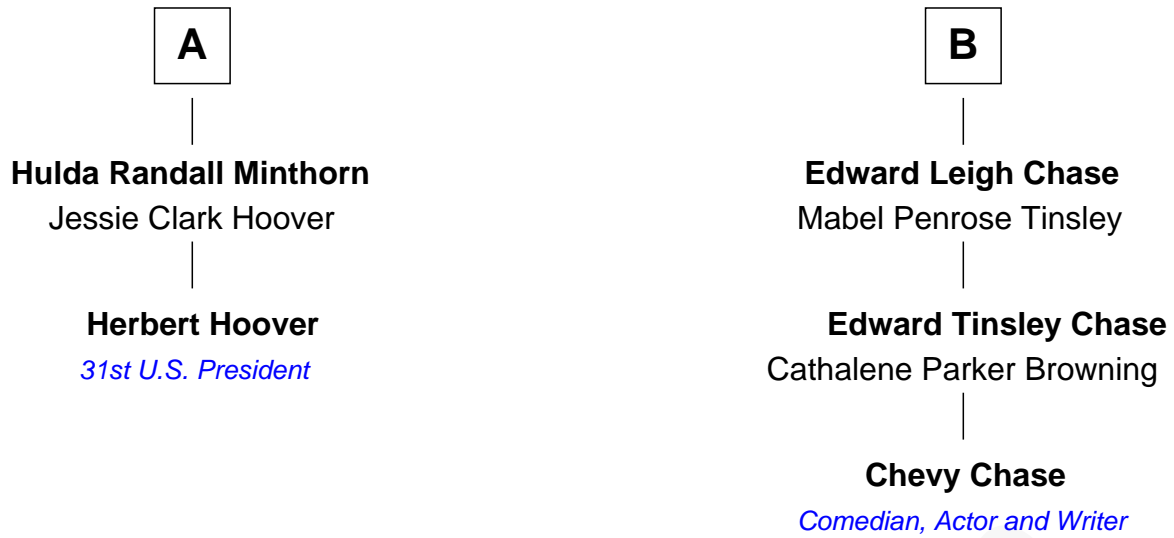 A
B
Hulda Randall Minthorn
Jessie Clark Hoover
Herbert Hoover
31st U.S. President
Edward Leigh Chase
Mabel Penrose Tinsley
Edward Tinsley Chase
Cathalene Parker Browning
Chevy Chase
Comedian, Actor and Writer